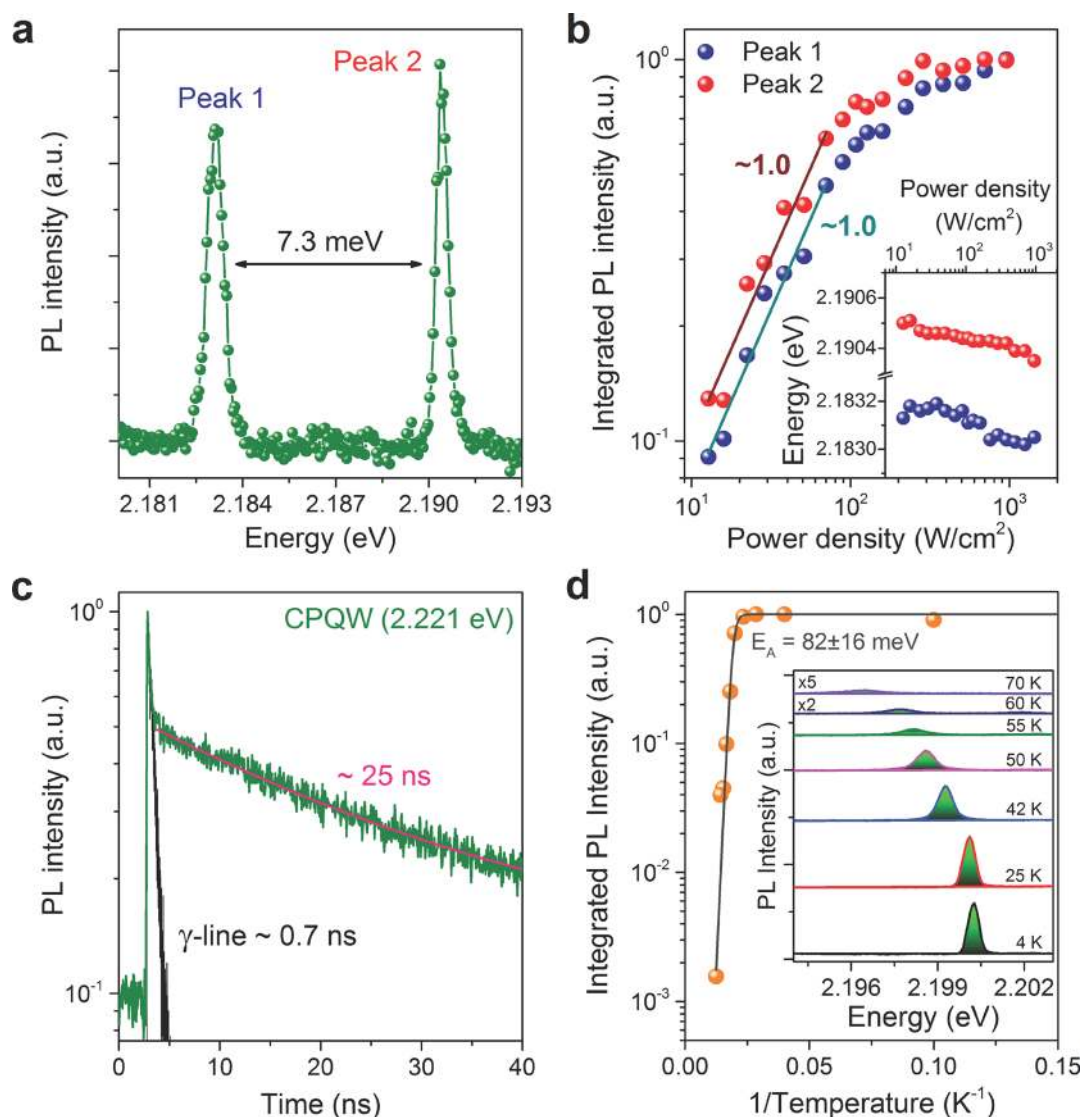 a
Peak 1
Peak 2
7.3 meV
PL intensity (a.u.)
2.181 2.184 2.187 2.190 2.193
Energy (eV)
b
Peak 1
Peak 2
~1.0
~1.0
Integrated PL intensity (a.u.)
10⁰
10⁻¹
10¹ 10² 10³
Power density (W/cm²)
Power density
(W/cm²)
10¹ 10² 10³
Energy (eV)
2.1906
2.1904
2.1832
2.1830
c
CPQW (2.221 eV)
~ 25 ns
γ-line ~ 0.7 ns
PL intensity (a.u.)
10⁰
10⁻¹
0 10 20 30 40
Time (ns)
d
E_A = 82±16 meV
Integrated PL Intensity (a.u.)
10⁰
10⁻¹
10⁻²
10⁻³
0.00 0.05 0.10 0.15
1/Temperature (K⁻¹)
x5 70 K
x2 60 K
55 K
50 K
42 K
25 K
4 K
PL Intensity (a.u.)
2.196 2.199 2.202
Energy (eV)